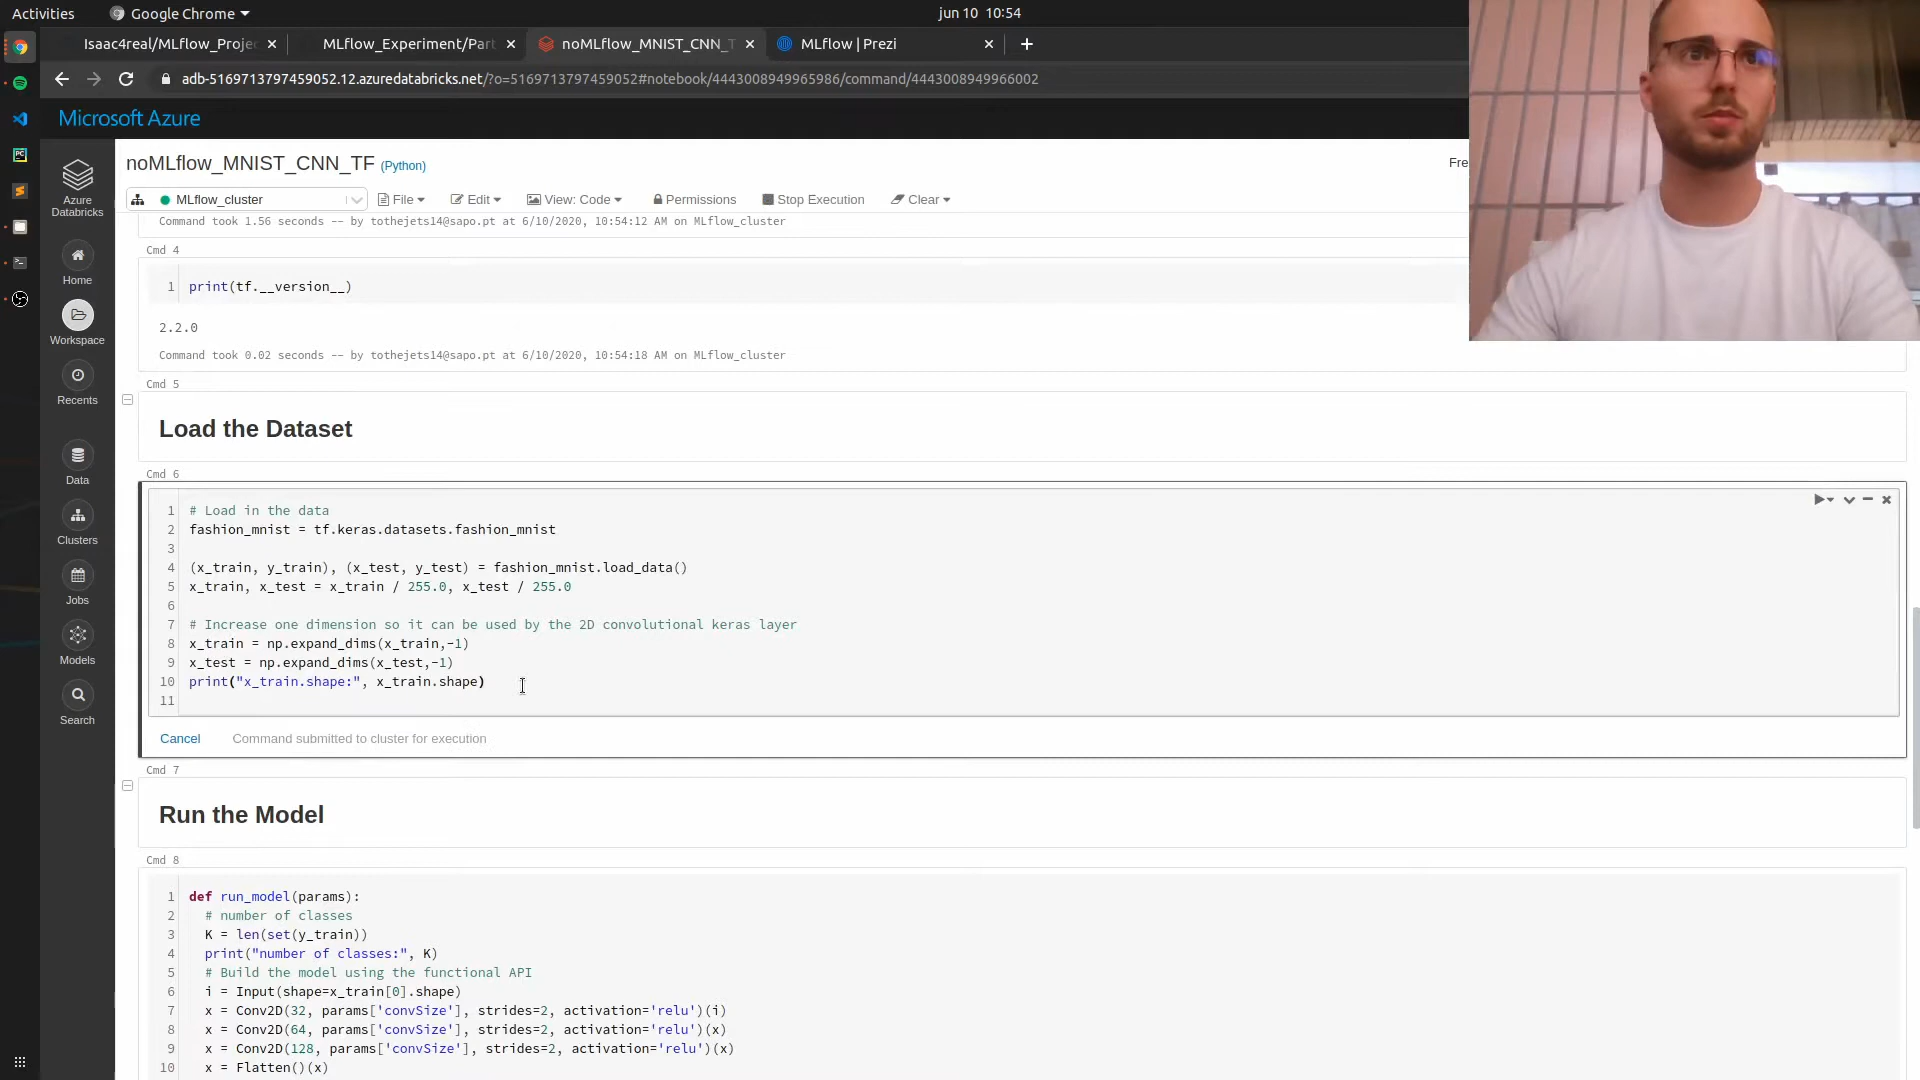 Activities
Google Chrome
jun 10 10:54
Isaac4real/MLflow_Projec
MLflow_Experiment/Part
noMLflow_MNIST_CNN_T
MLflow | Prezi
adb-5169713797459052.12.azuredatabricks.net/?o=5169713797459052#notebook/4443008949965986/command/4443008949966002
Microsoft Azure
noMLflow_MNIST_CNN_TF (Python)
Fre
MLflow_cluster
File
Edit
View: Code
Permissions
Stop Execution
Clear
Azure
Databricks
Home
Workspace
Recents
Data
Clusters
Jobs
Models
Search
Command took 1.56 seconds -- by tothejets14@sapo.pt at 6/10/2020, 10:54:12 AM on MLflow_cluster
Cmd 4
1 print(tf.__version__)
2.2.0
Command took 0.02 seconds -- by tothejets14@sapo.pt at 6/10/2020, 10:54:18 AM on MLflow_cluster
Cmd 5
Load the Dataset
Cmd 6
1 # Load in the data
2 fashion_mnist = tf.keras.datasets.fashion_mnist
3
4 (x_train, y_train), (x_test, y_test) = fashion_mnist.load_data()
5 x_train, x_test = x_train / 255.0, x_test / 255.0
6
7 # Increase one dimension so it can be used by the 2D convolutional keras layer
8 x_train = np.expand_dims(x_train,-1)
9 x_test = np.expand_dims(x_test,-1)
10 print("x_train.shape:", x_train.shape)
11
Cancel
Command submitted to cluster for execution
Cmd 7
Run the Model
Cmd 8
1 def run_model(params):
2 # number of classes
3 K = len(set(y_train))
4 print("number of classes:", K)
5 # Build the model using the functional API
6 i = Input(shape=x_train[0].shape)
7 x = Conv2D(32, params['convSize'], strides=2, activation='relu')(i)
8 x = Conv2D(64, params['convSize'], strides=2, activation='relu')(x)
9 x = Conv2D(128, params['convSize'], strides=2, activation='relu')(x)
10 x = Flatten()(x)